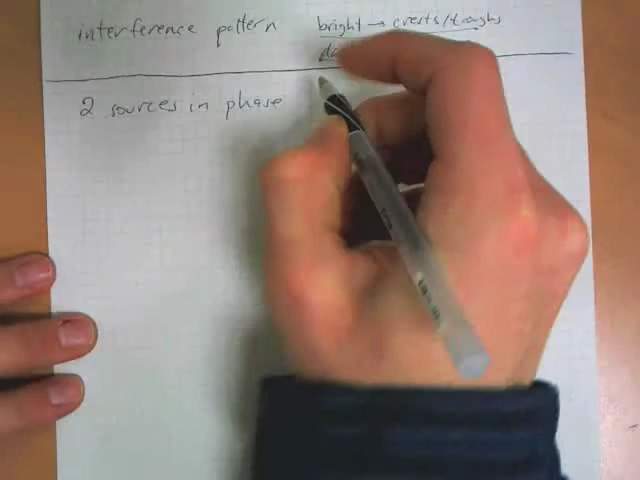 interference pattern bright → crests/troughs
2 sources in phase